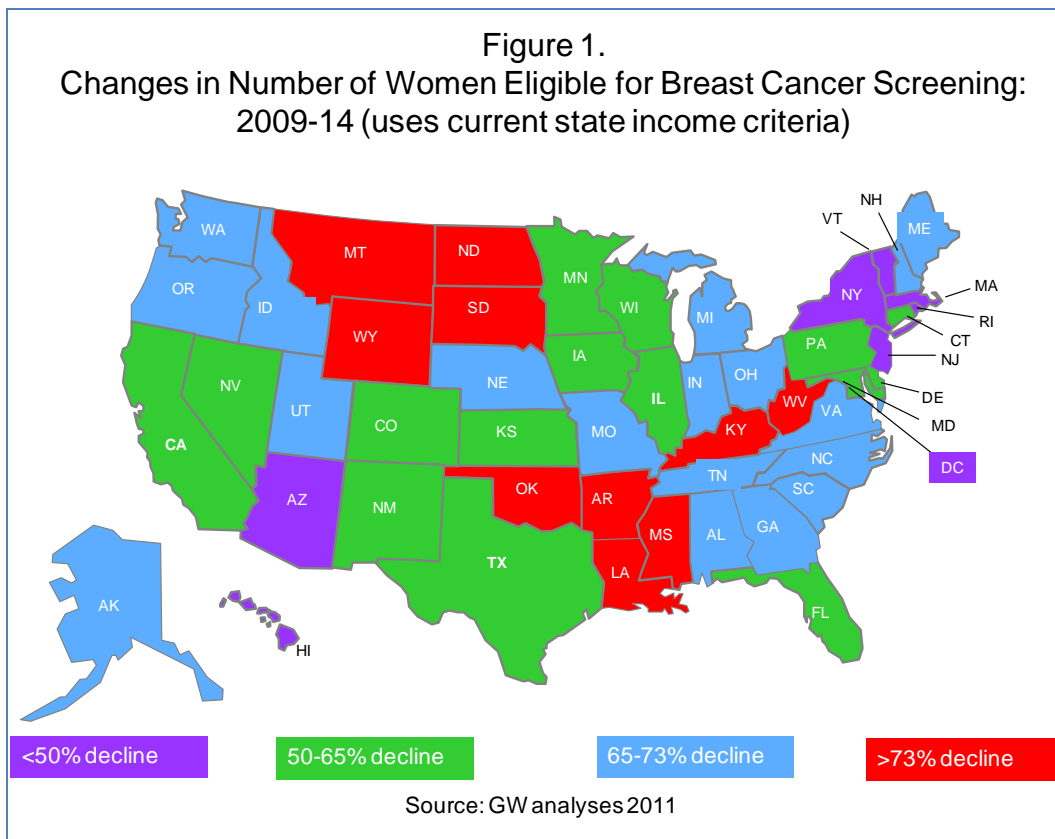 Figure 1.
Changes in Number of Women Eligible for Breast Cancer Screening:
2009-14 (uses current state income criteria)
NH
VT
ME
WA
MT
ND
MN
OR
ID
SD
WI
NY
MA
MI
RI
WY
CT
PA
IA
NJ
NE
OH
IN
NV
IL
DE
UT
WV
VA
MD
CO
KS
MO
KY
CA
NC
DC
TN
OK
SC
AZ
NM
AR
MS
AL
GA
TX
LA
AK
FL
HI
<50% decline
50-65% decline
65-73% decline
>73% decline
Source: GW analyses 2011